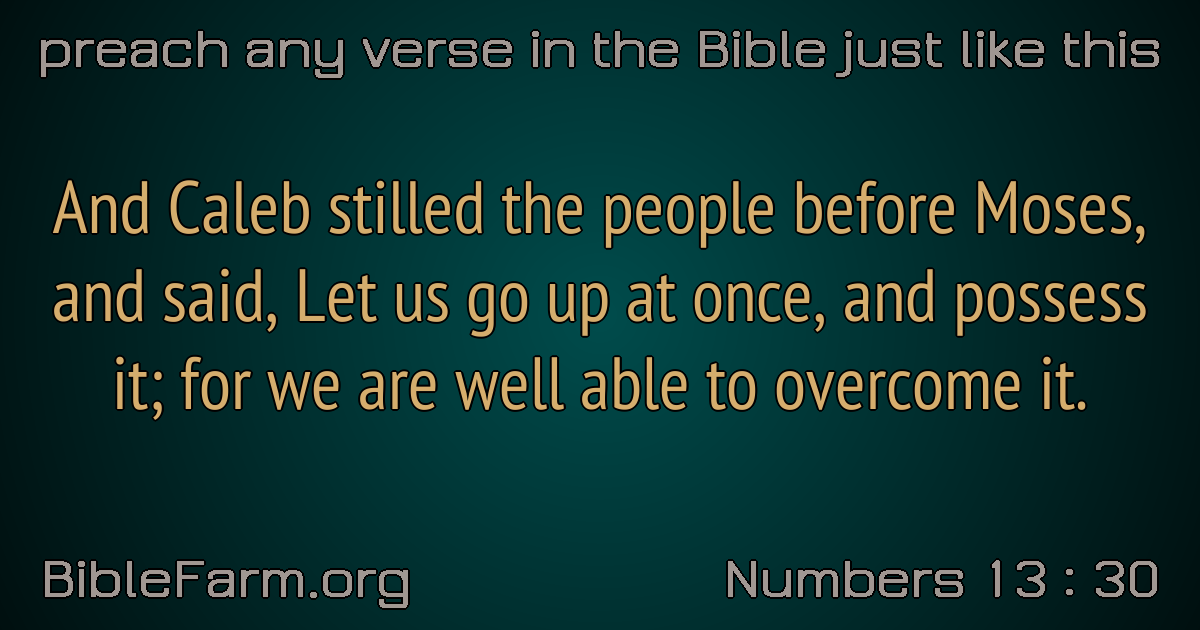 preach any verse in the Bible just like this
And Caleb stilled the people before Moses,
and said, Let us go up at once, and possess
it; for we are well able to overcome it.
BibleFarm.org
Numbers 13 : 30